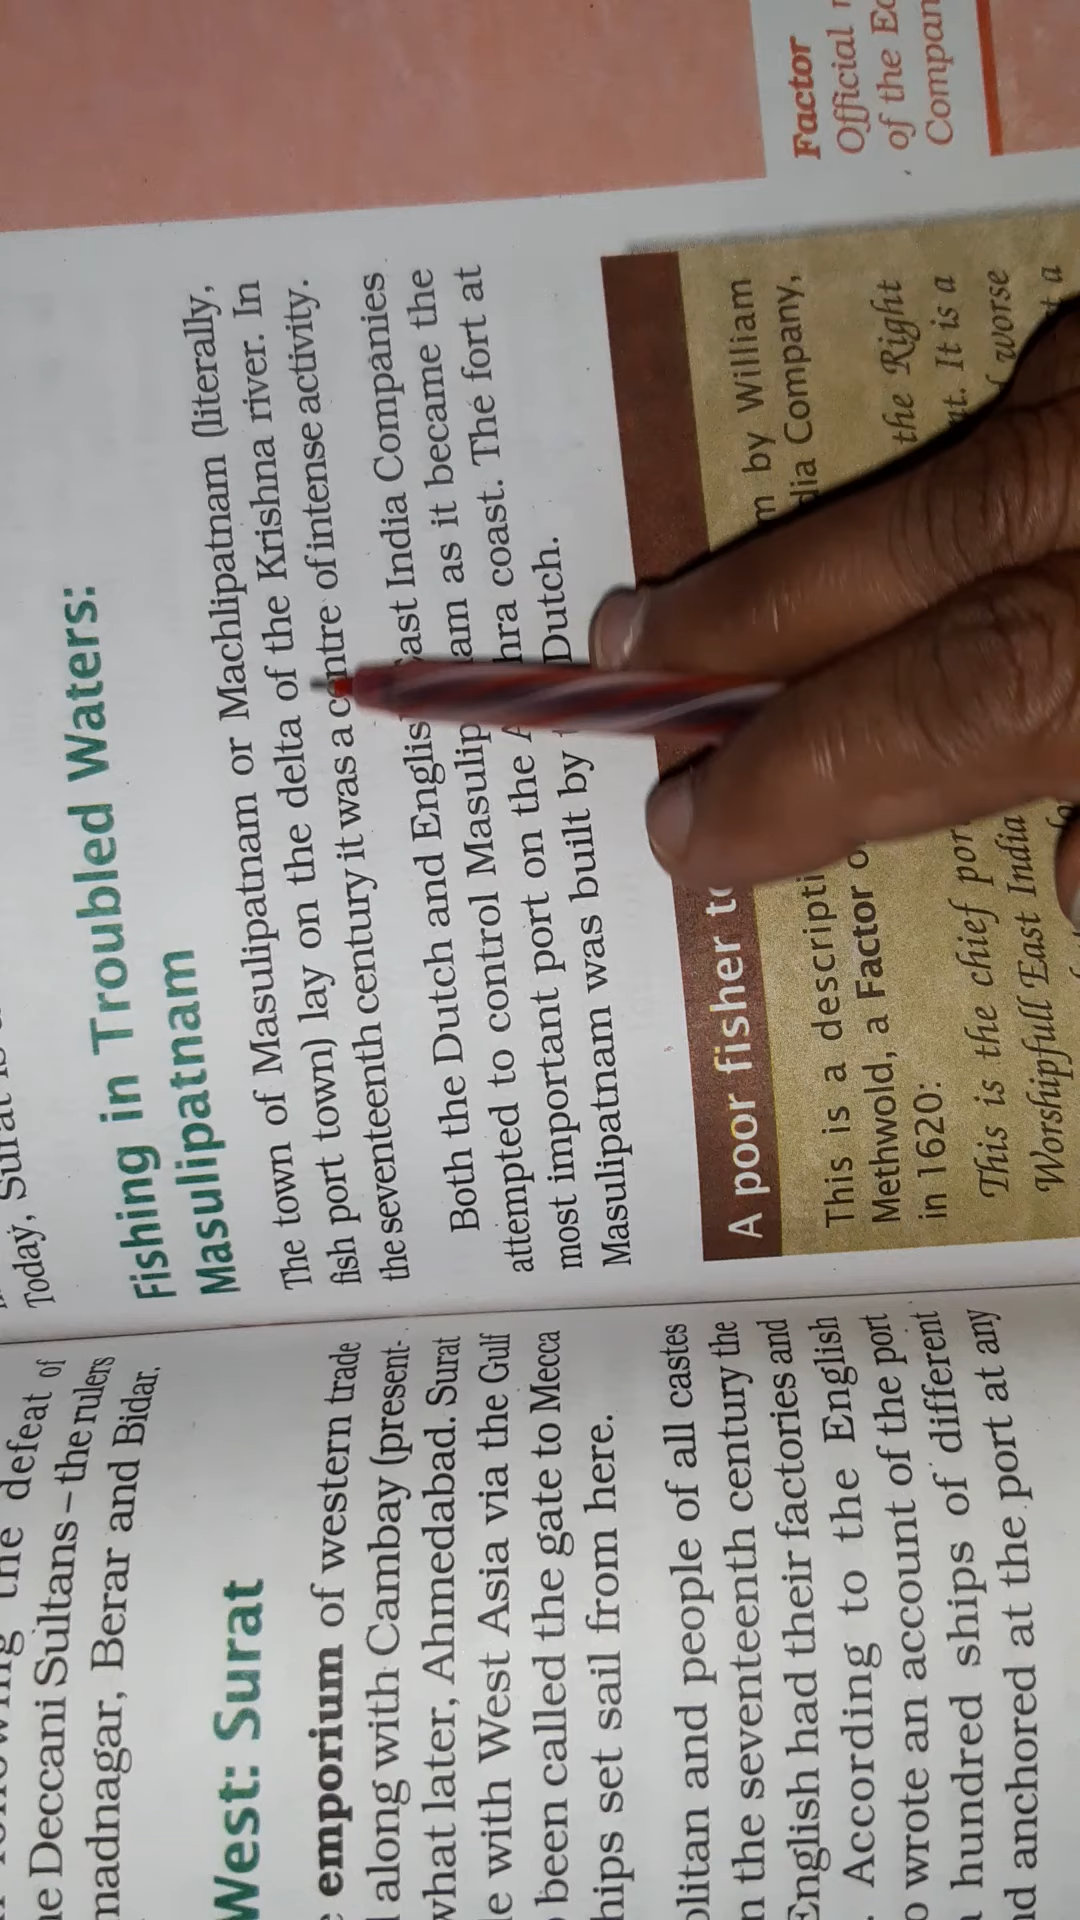 defeat of
Deccani Sultans – the rulers
madnagar, Berar and Bidar.
West: Surat
emporium of western trade
along with Cambay (present-
what later, Ahmedabad. Surat
with West Asia via the Gulf
been called the gate to Mecca
hips set sail from here.
olitan and people of all castes
n the seventeenth century the
English had their factories and
According to the English
o wrote an account of the port
hundred ships of different
nd anchored at the port at any
Today,
Fishing in Troubled Waters:
Masulipatnam
The town of Masulipatnam or Machlipatnam (literally,
fish port town) lay on the delta of the Krishna river. In
the seventeenth century it was a centre of intense activity.
Both the Dutch and Englis ast India Companies
attempted to control Masulip am as it became the
most important port on the A hra coast. The fort at
Masulipatnam was built by Dutch.
A poor fisher to
This is a descripti n by William
Methwold, a Factor o dia Company,
in 1620:
This is the chief por the Right
Worshipfull East India nt. It is a
worse
a
Factor
Official
of the Ea
Compan